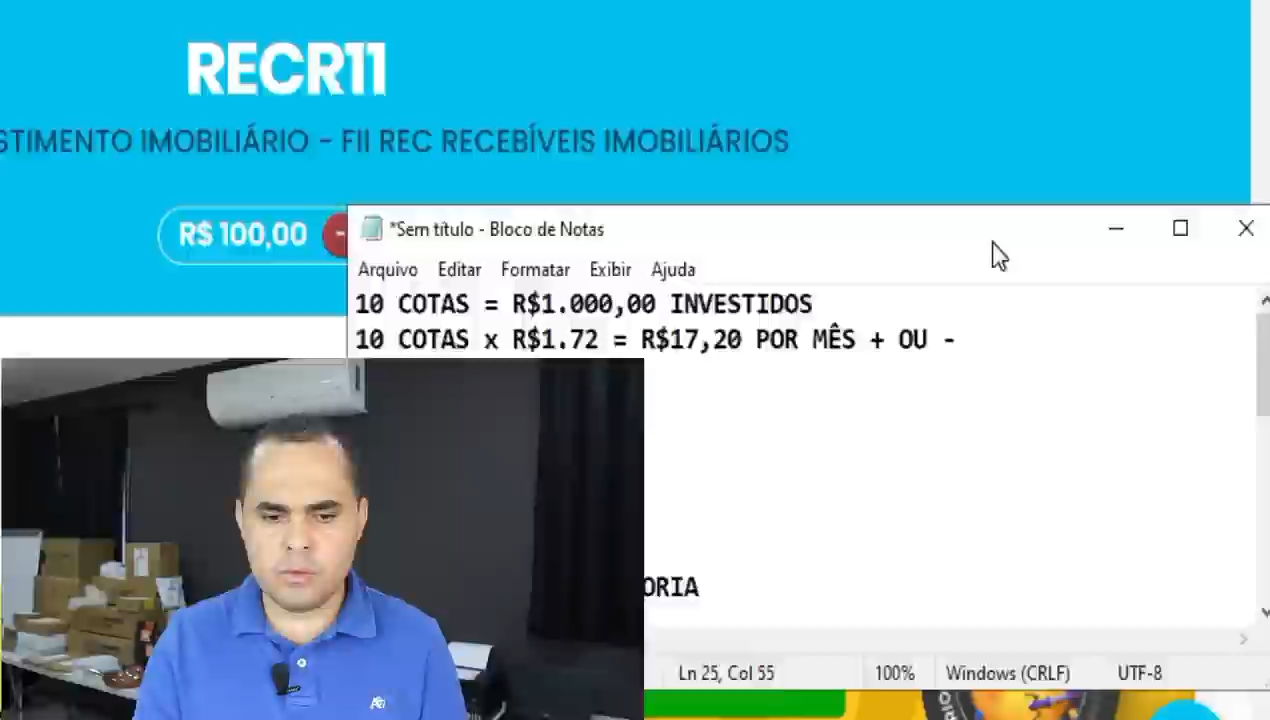 RECR11
STIMENTO IMOBILIÁRIO - FII REC RECEBÍVEIS IMOBILIÁRIOS
R$ 100,00
*Sem título - Bloco de Notas
Arquivo Editar Formatar Exibir Ajuda
10 COTAS = R$1.000,00 INVESTIDOS
10 COTAS x R$1.72 = R$17,20 POR MÊS + OU -
ORIA
Ln 25, Col 55 100% Windows (CRLF) UTF-8